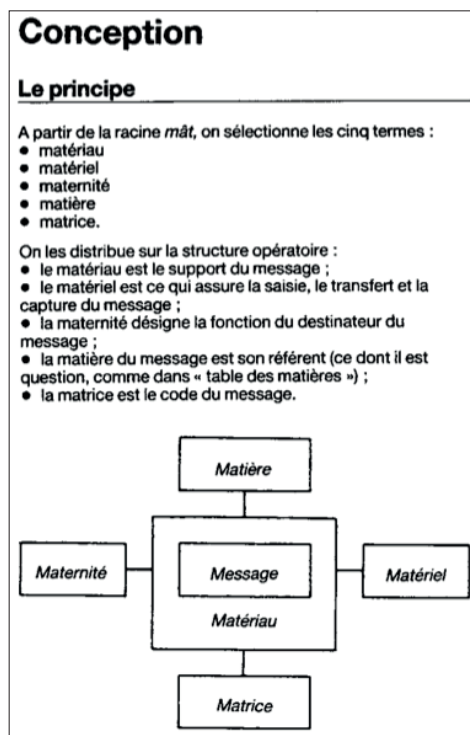 Conception
Le principe
A partir de la racine mât, on sélectionne les cinq termes :
● matériau
● matériel
● maternité
● matière
● matrice.
On les distribue sur la structure opératoire :
● le matériau est le support du message ;
● le matériel est ce qui assure la saisie, le transfert et la
capture du message ;
● la maternité désigne la fonction du destinateur du
message ;
● la matière du message est son référent (ce dont il est
question, comme dans « table des matières ») ;
● la matrice est le code du message.
Matière
Maternité
Message
Matériel
Matériau
Matrice